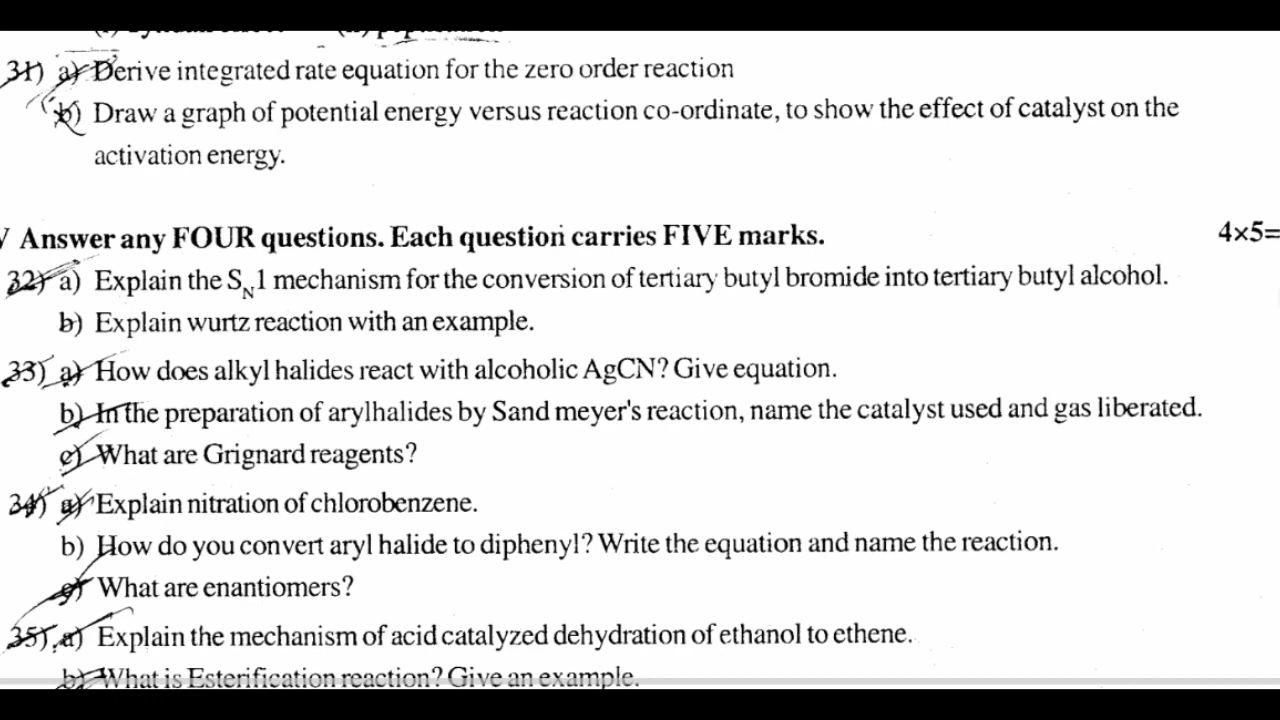 31) a) Derive integrated rate equation for the zero order reaction
b) Draw a graph of potential energy versus reaction co-ordinate, to show the effect of catalyst on the
activation energy.
V Answer any FOUR questions. Each question carries FIVE marks. 4×5=
32) a) Explain the SN1 mechanism for the conversion of tertiary butyl bromide into tertiary butyl alcohol.
b) Explain wurtz reaction with an example.
33) a) How does alkyl halides react with alcoholic AgCN? Give equation.
b) In the preparation of arylhalides by Sand meyer's reaction, name the catalyst used and gas liberated.
c) What are Grignard reagents?
34) a) Explain nitration of chlorobenzene.
b) How do you convert aryl halide to diphenyl? Write the equation and name the reaction.
c) What are enantiomers?
35) a) Explain the mechanism of acid catalyzed dehydration of ethanol to ethene.
b) What is Esterification reaction? Give an example.